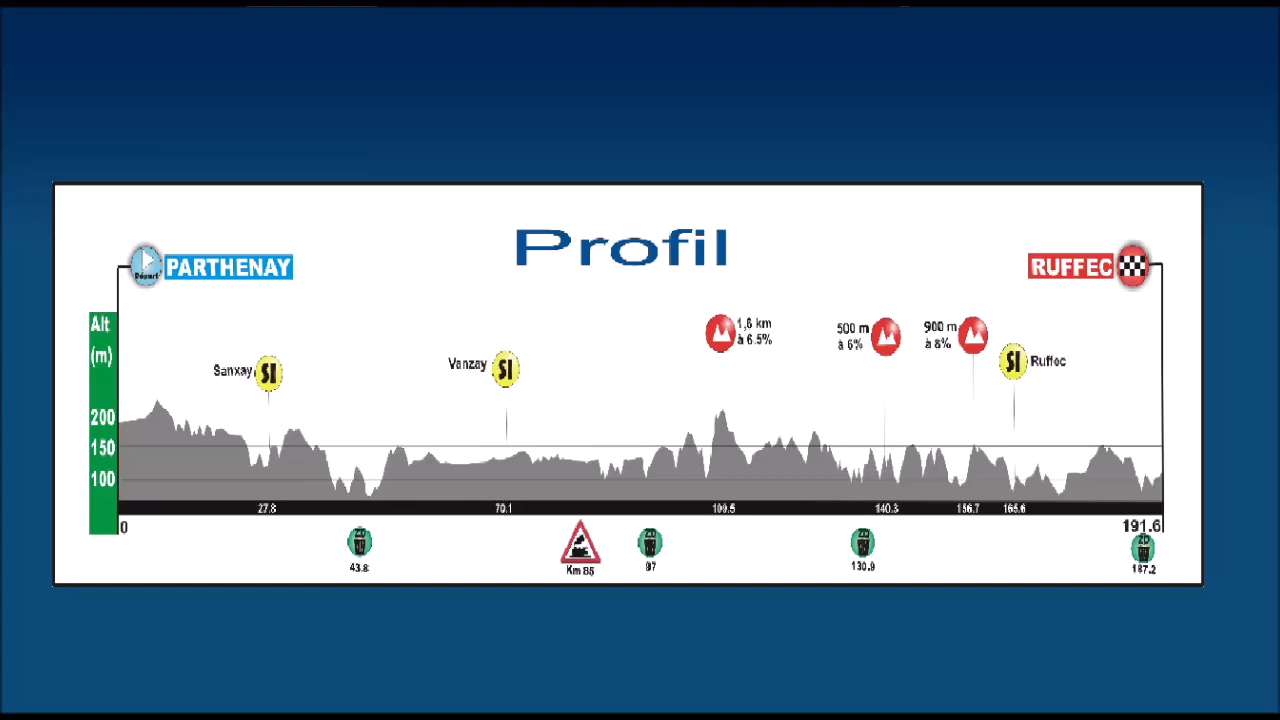 Profil
Départ
PARTHENAY
RUFFEC
Alt
(m)
200
150
100
Sanxay
SI
Vanzay
SI
1,6 km
à 6.5%
500 m
à 6%
900 m
à 8%
SI
Ruffec
27.8
70.1
109.5
140.3
156.7
165.6
0
191.6
43.8
Km 85
97
130.9
187.2